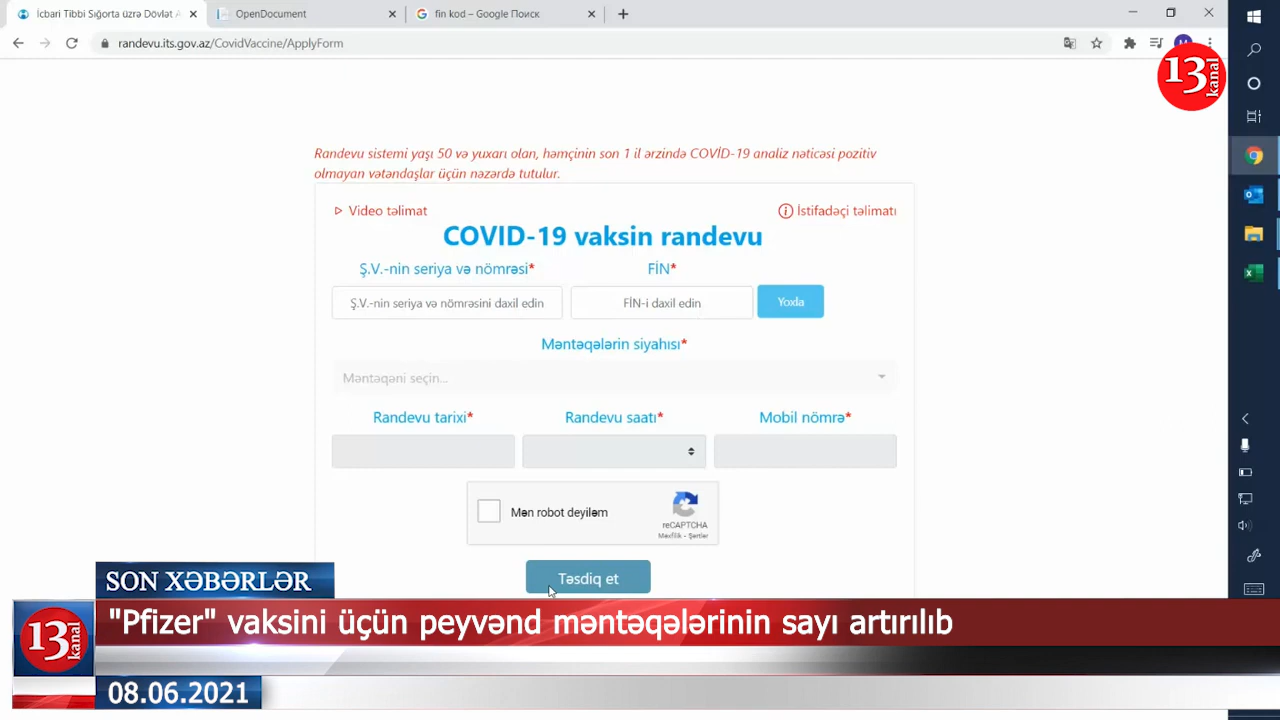 İcbari Tibbi Sığorta üzrə Dövlət A
OpenDocument
fin kod – Google Поиск
randevu.its.gov.az/CovidVaccine/ApplyForm
13 kanal
Randevu sistemi yaşı 50 və yuxarı olan, həmçinin son 1 il ərzində COVİD-19 analiz nəticəsi pozitiv
olmayan vətəndaşlar üçün nəzərdə tutulur.
Video təlimat
İstifadəçi təlimatı
COVID-19 vaksin randevu
Ş.V.-nin seriya və nömrəsi*
FİN*
Ş.V.-nin seriya və nömrəsini daxil edin
FİN-i daxil edin
Yoxla
Məntəqələrin siyahısı*
Məntəqəni seçin...
Randevu tarixi*
Randevu saatı*
Mobil nömrə*
Mən robot deyiləm
reCAPTCHA
Məxfilik - Şərtlər
Təsdiq et
SON XƏBƏRLƏR
13 kanal
"Pfizer" vaksini üçün peyvənd məntəqələrinin sayı artırılıb
08.06.2021